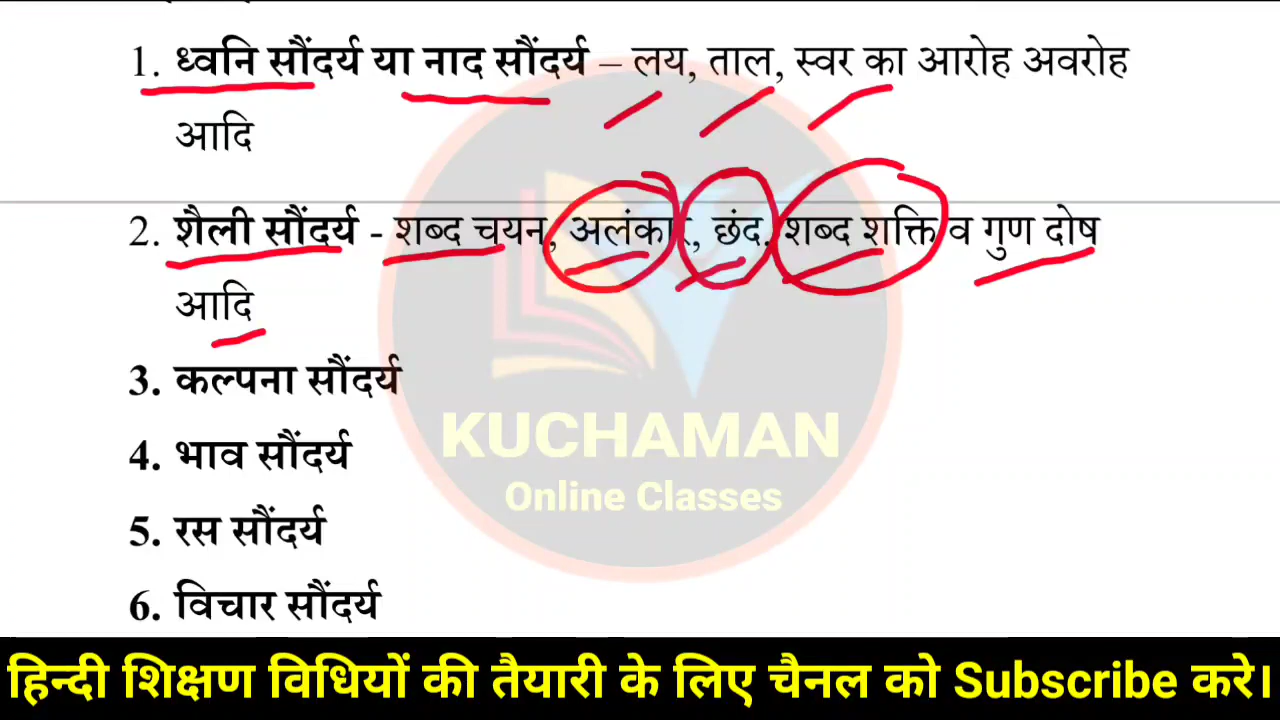 1. ध्वनि सौंदर्य या नाद सौंदर्य – लय, ताल, स्वर का आरोह अवरोह
आदि
2. शैली सौंदर्य - शब्द चयन, अलंकार, छंद, शब्द शक्ति व गुण दोष
आदि
3. कल्पना सौंदर्य
4. भाव सौंदर्य
5. रस सौंदर्य
6. विचार सौंदर्य
KUCHAMAN
Online Classes
हिन्दी शिक्षण विधियों की तैयारी के लिए चैनल को Subscribe करे।